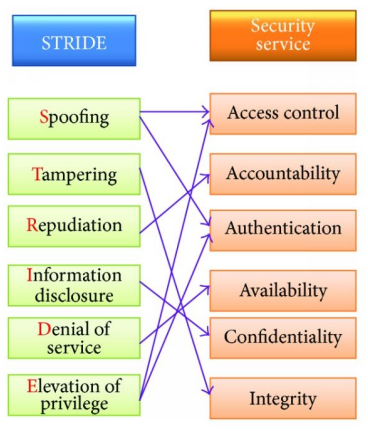 STRIDE
Security
service
Spoofing
Access control
Tampering
Accountability
Repudiation
Authentication
Information
disclosure
Availability
Denial of
service
Confidentiality
Elevation of
privilege
Integrity